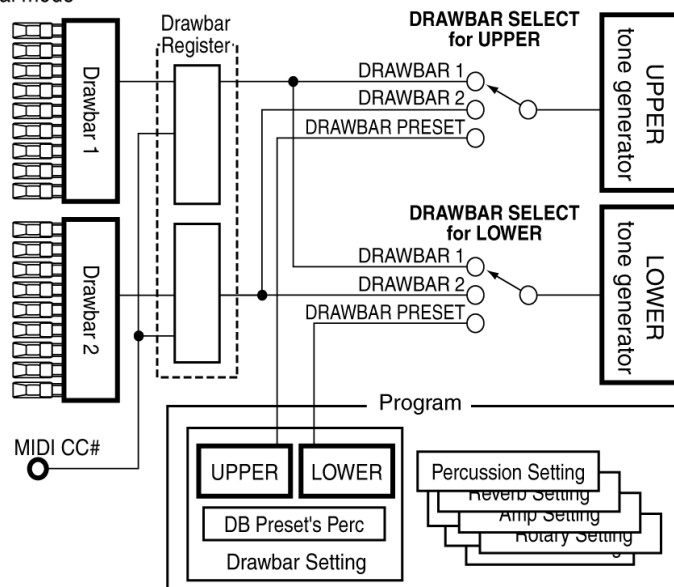 Drawbar
Register
DRAWBAR SELECT
for UPPER
Drawbar 1
DRAWBAR 1
DRAWBAR 2
DRAWBAR PRESET
UPPER
tone generator
Drawbar 2
DRAWBAR SELECT
for LOWER
DRAWBAR 1
DRAWBAR 2
DRAWBAR PRESET
LOWER
tone generator
MIDI CC#
Program
UPPER
LOWER
DB Preset's Perc
Drawbar Setting
Percussion Setting
Reverb Setting
Amp Setting
Rotary Setting